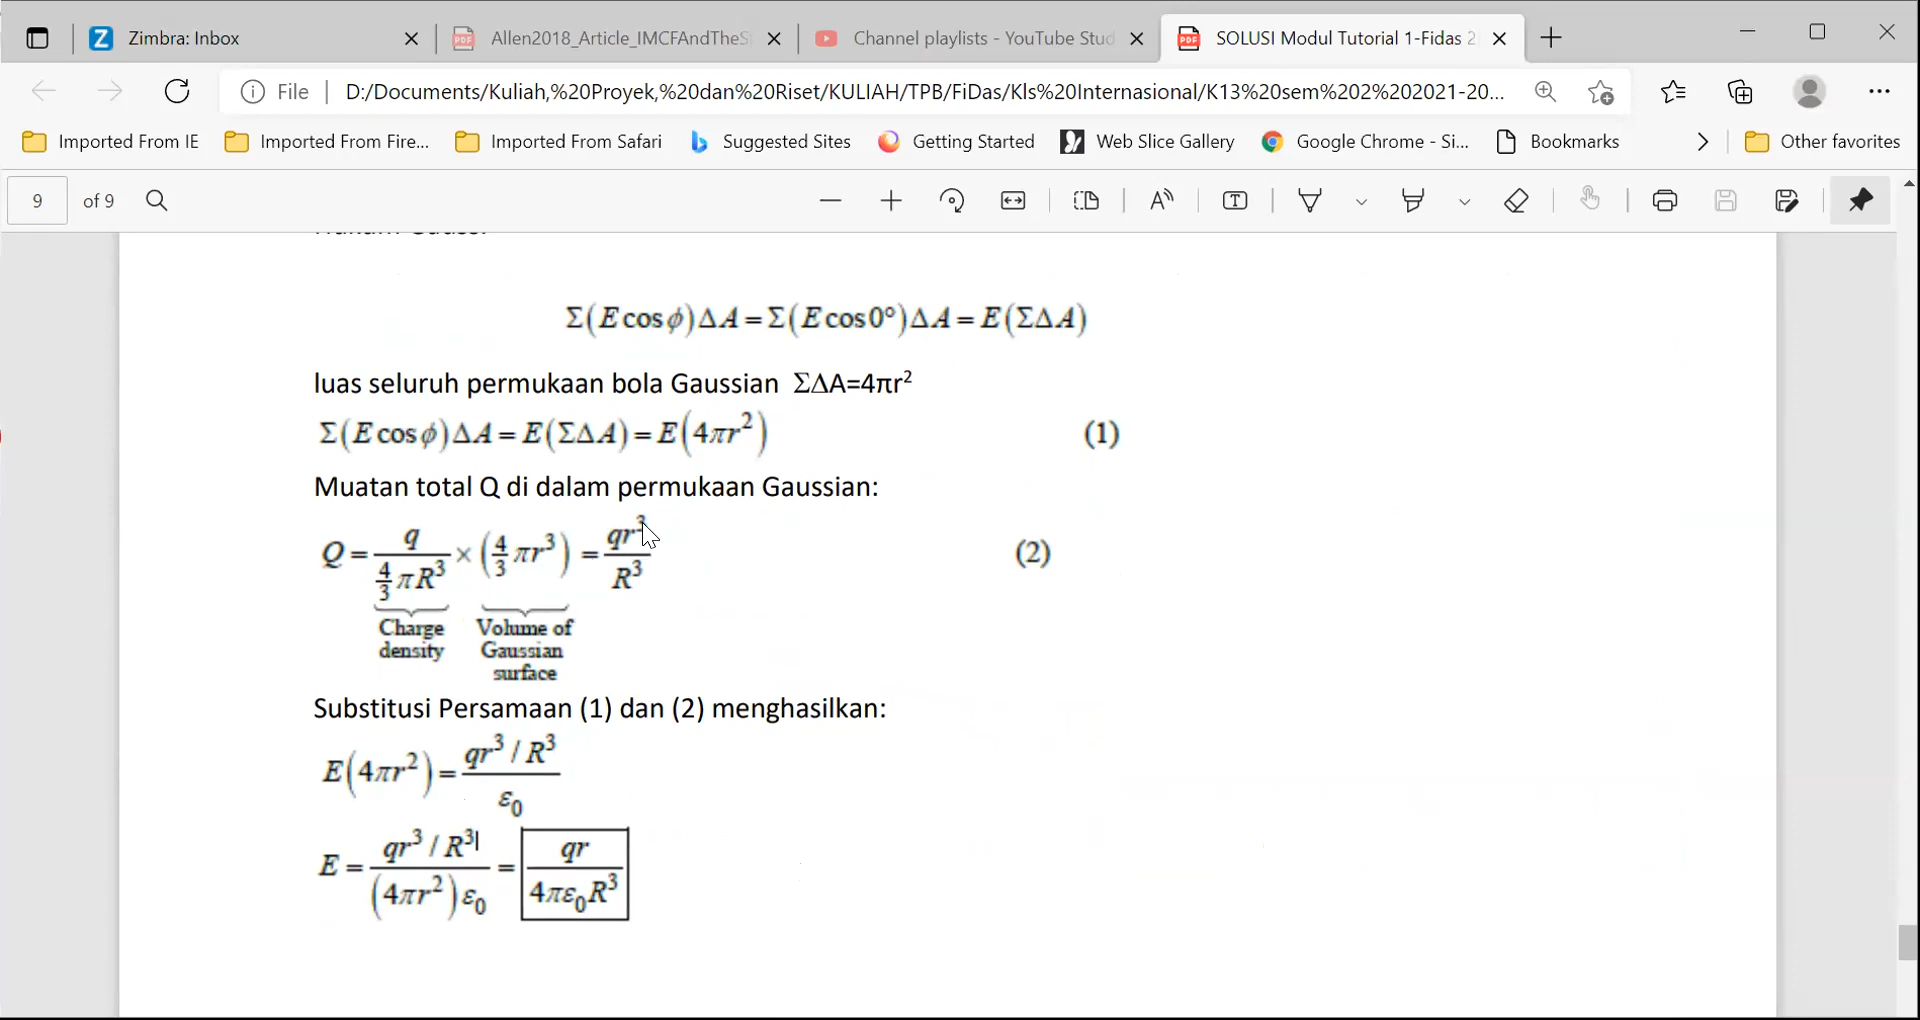 Zimbra: Inbox
Allen2018_Article_IMCFAndTheS
Channel playlists - YouTube Stud
SOLUSI Modul Tutorial 1-Fidas 2
File
D:/Documents/Kuliah,%20Proyek,%20dan%20Riset/KULIAH/TPB/FiDas/Kls%20Internasional/K13%20sem%202%202021-20...
Imported From IE
Imported From Fire...
Imported From Safari
Suggested Sites
Getting Started
Web Slice Gallery
Google Chrome - Si...
Bookmarks
Other favorites
9 of 9
Σ(E cos ϕ)ΔA = Σ(E cos 0°)ΔA = E(ΣΔA)
luas seluruh permukaan bola Gaussian ΣΔA=4πr²
Σ(E cos ϕ)ΔA = E(ΣΔA) = E(4πr²) (1)
Muatan total Q di dalam permukaan Gaussian:
Q = q / (4/3 πR³) × (4/3 πr³) = qr³ / R³ (2)
Charge density
Volume of Gaussian surface
Substitusi Persamaan (1) dan (2) menghasilkan:
E(4πr²) = (qr³ / R³) / ε₀
E = (qr³ / R³) / ((4πr²)ε₀) = qr / (4πε₀R³)